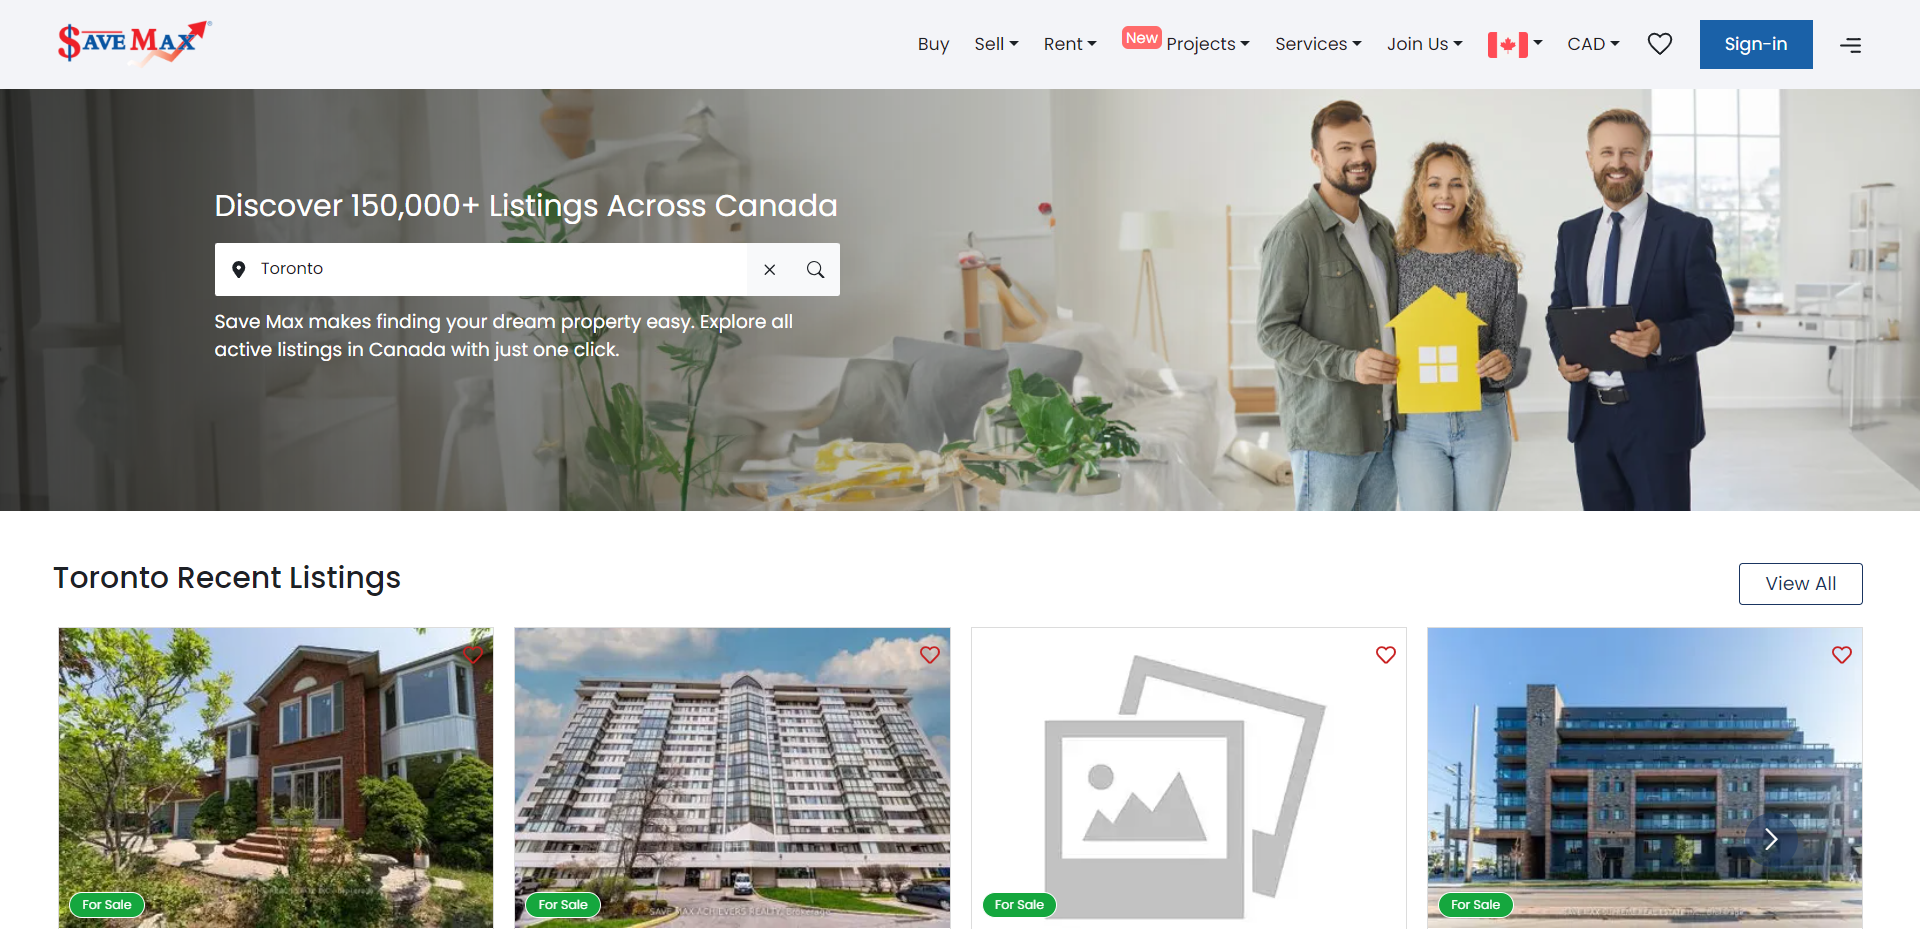 $AVE MAX
Buy
Sell
Rent
New
Projects
Services
Join Us
CAD
Sign-in
Discover 150,000+ Listings Across Canada
Toronto
Save Max makes finding your dream property easy. Explore all
active listings in Canada with just one click.
Toronto Recent Listings
View All
For Sale
SAVE MAX ACHIEVERS REALTY, Brokerage
For Sale
For Sale
For Sale